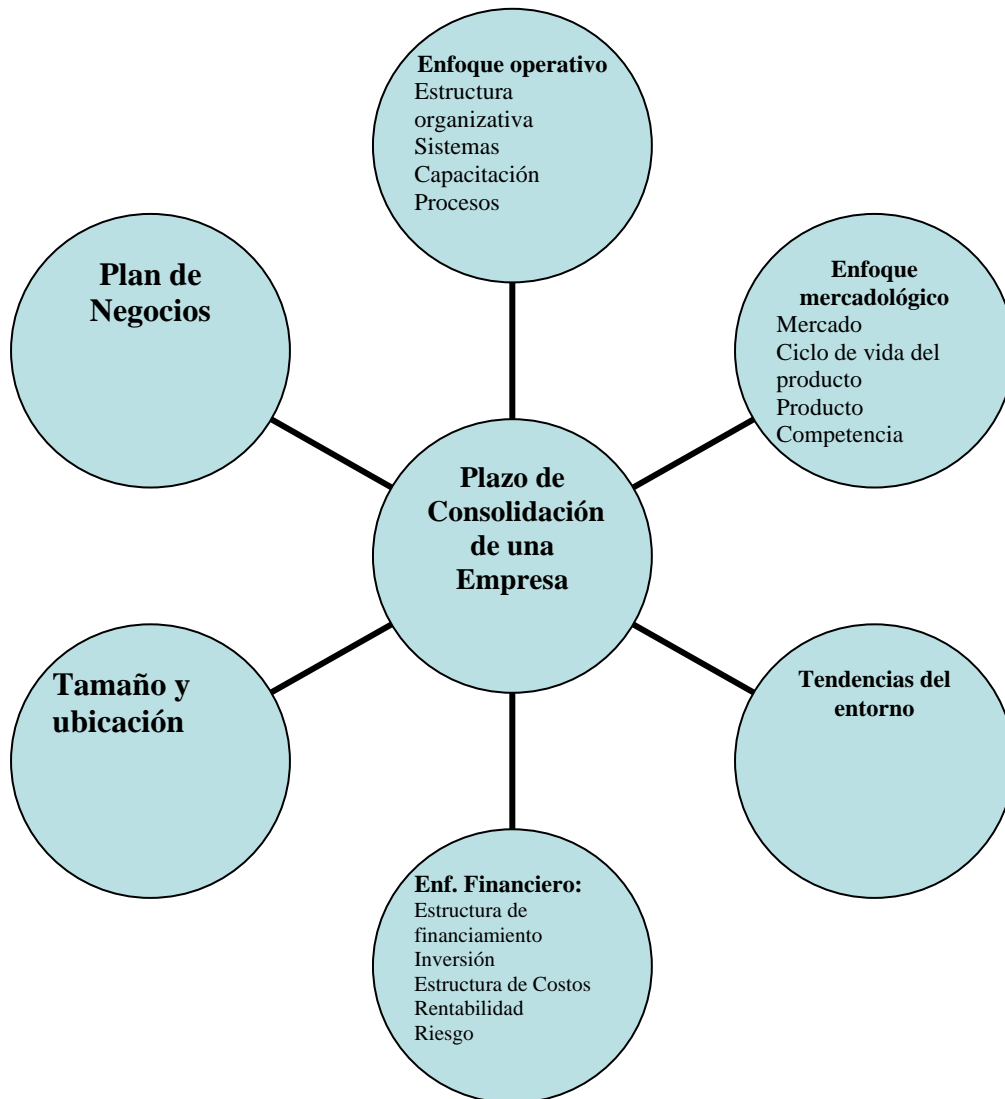 Enfoque operativo
Estructura
organizativa
Sistemas
Capacitación
Procesos
Plan de
Negocios
Enfoque
mercadológico
Mercado
Ciclo de vida del
producto
Producto
Competencia
Plazo de
Consolidación
de una
Empresa
Tamaño y
ubicación
Tendencias del
entorno
Enf. Financiero:
Estructura de
financiamiento
Inversión
Estructura de Costos
Rentabilidad
Riesgo